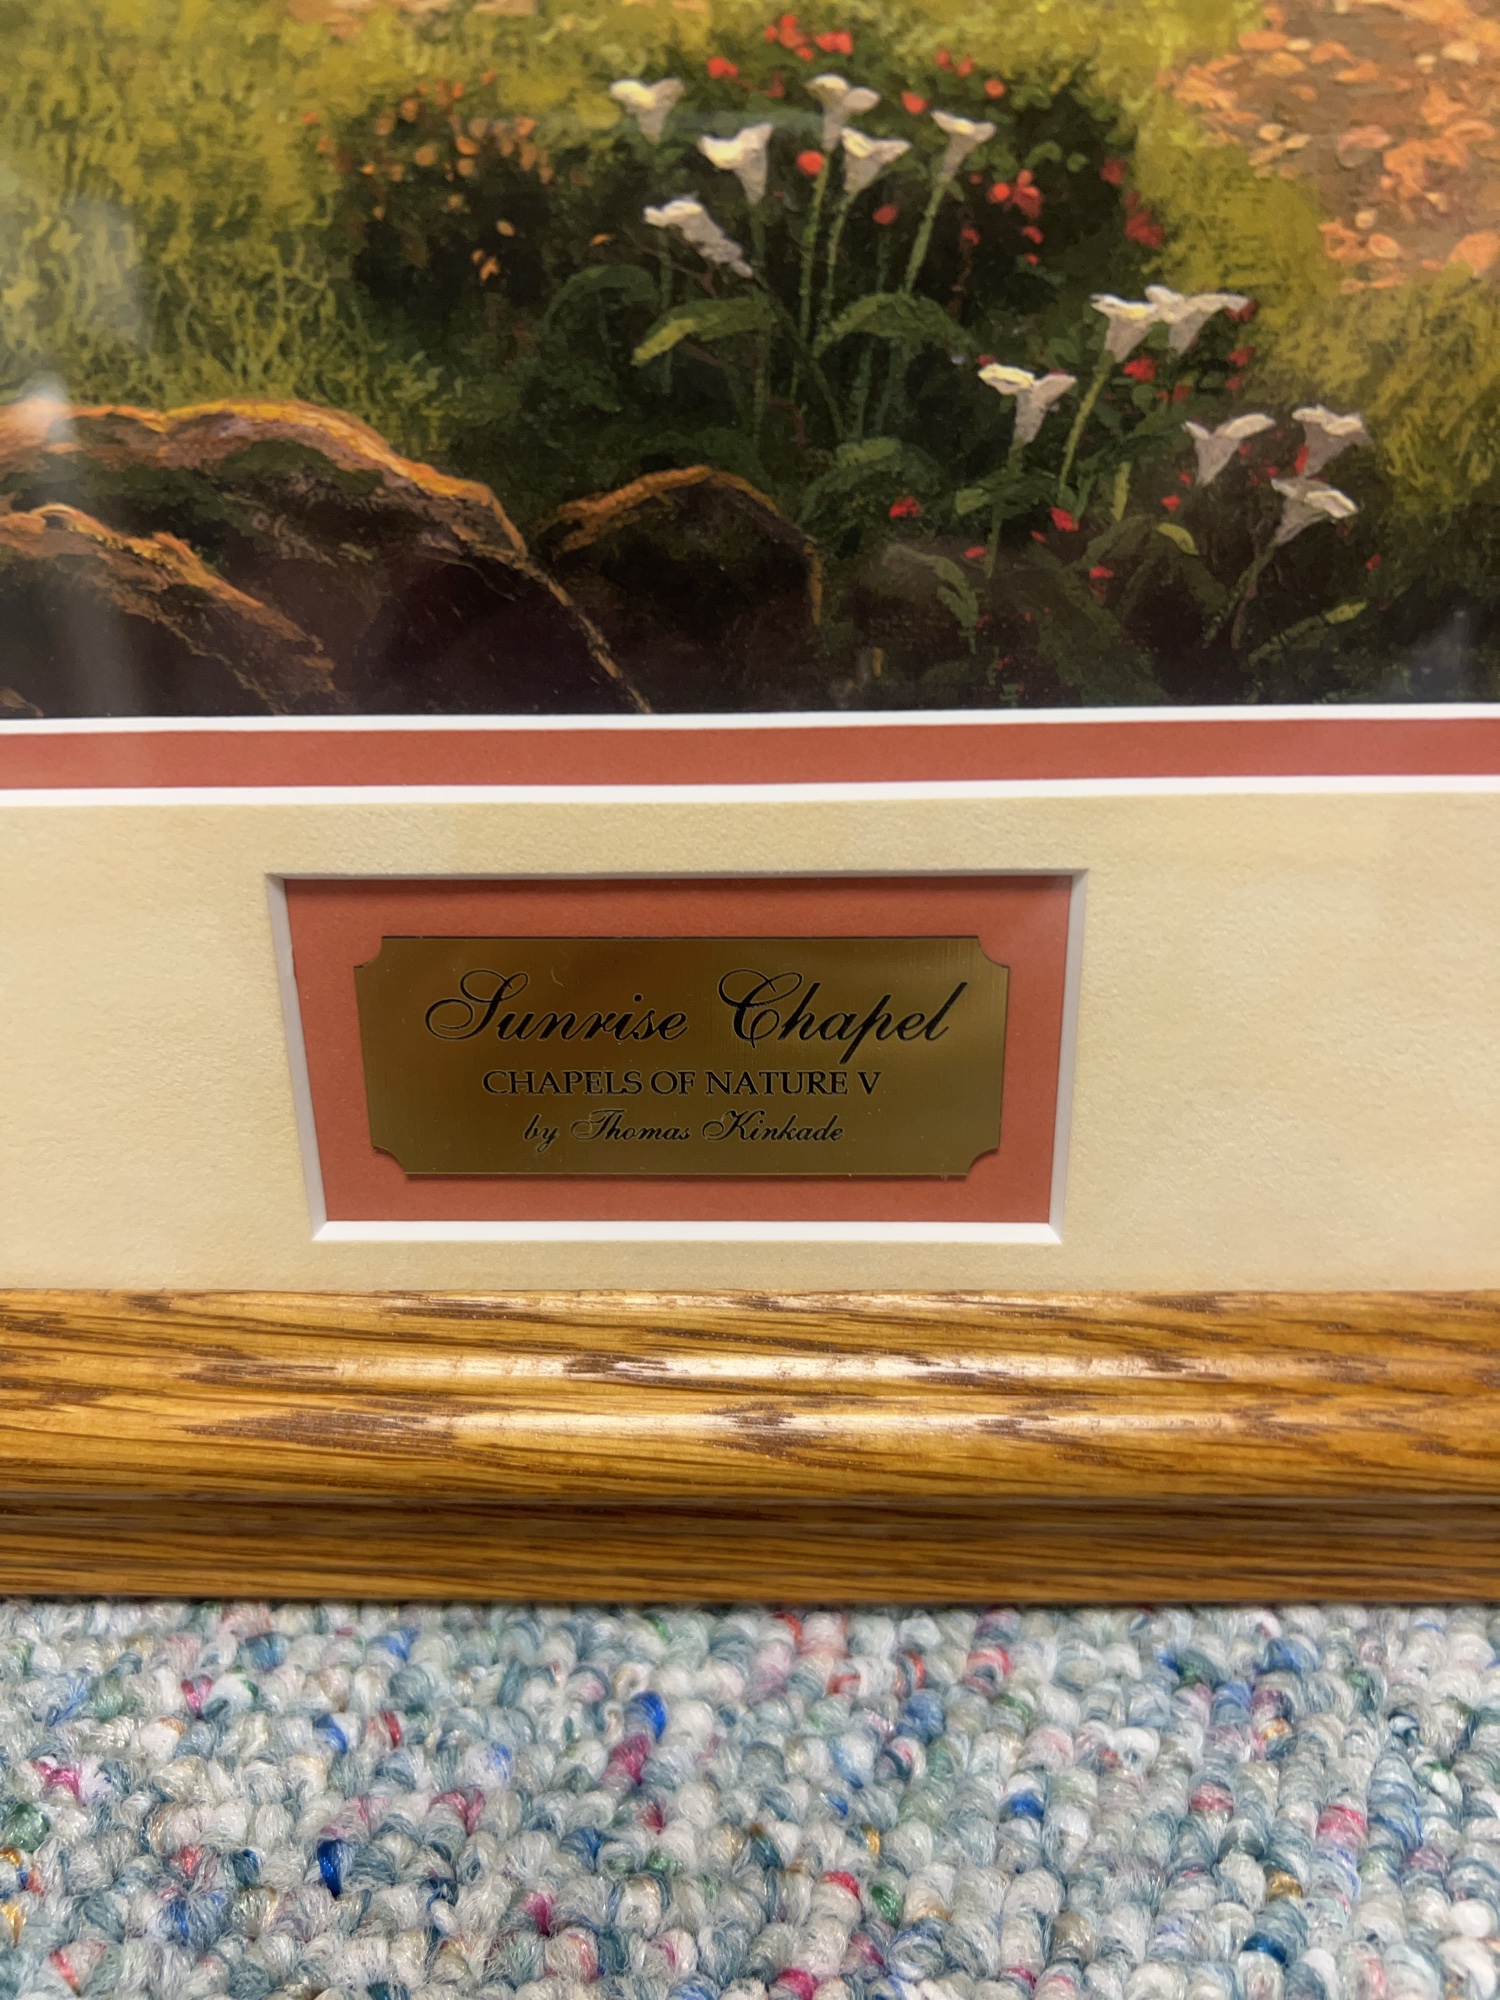 Sunrise Chapel
CHAPELS OF NATURE V
by Thomas Kinkade